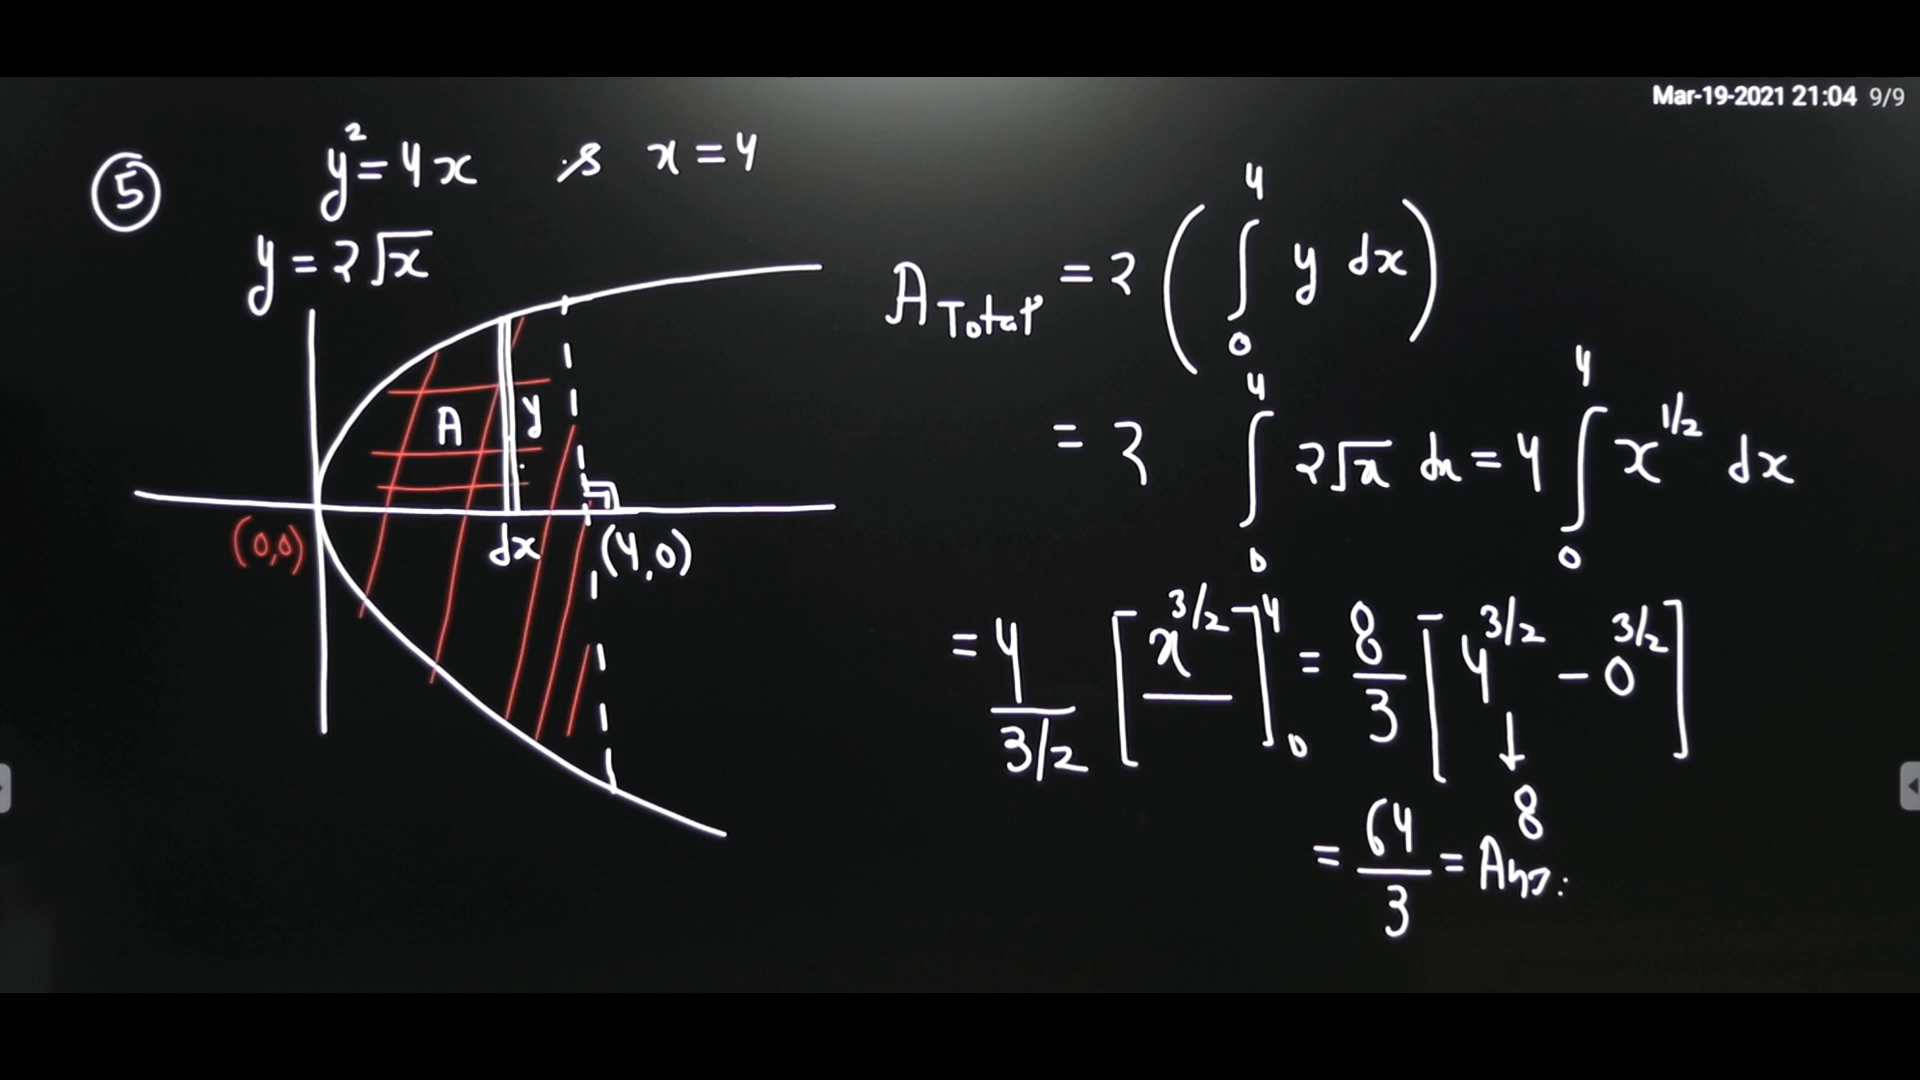 Mar-19-2021 21:04 9/9
⑤ y² = 4x & x = 4
y = 2√x
A
y
(0,0)
dx
(4,0)
A Total = 2 ( ∫₀⁴ y dx )
= 2 ∫₀⁴ 2√x dx = 4 ∫₀⁴ x^1/2 dx
= 4/(3/2) [ x^3/2 ]₀⁴ = 8/3 [ 4^3/2 - 0^3/2 ]
↓
8
= 64/3 = Ans.